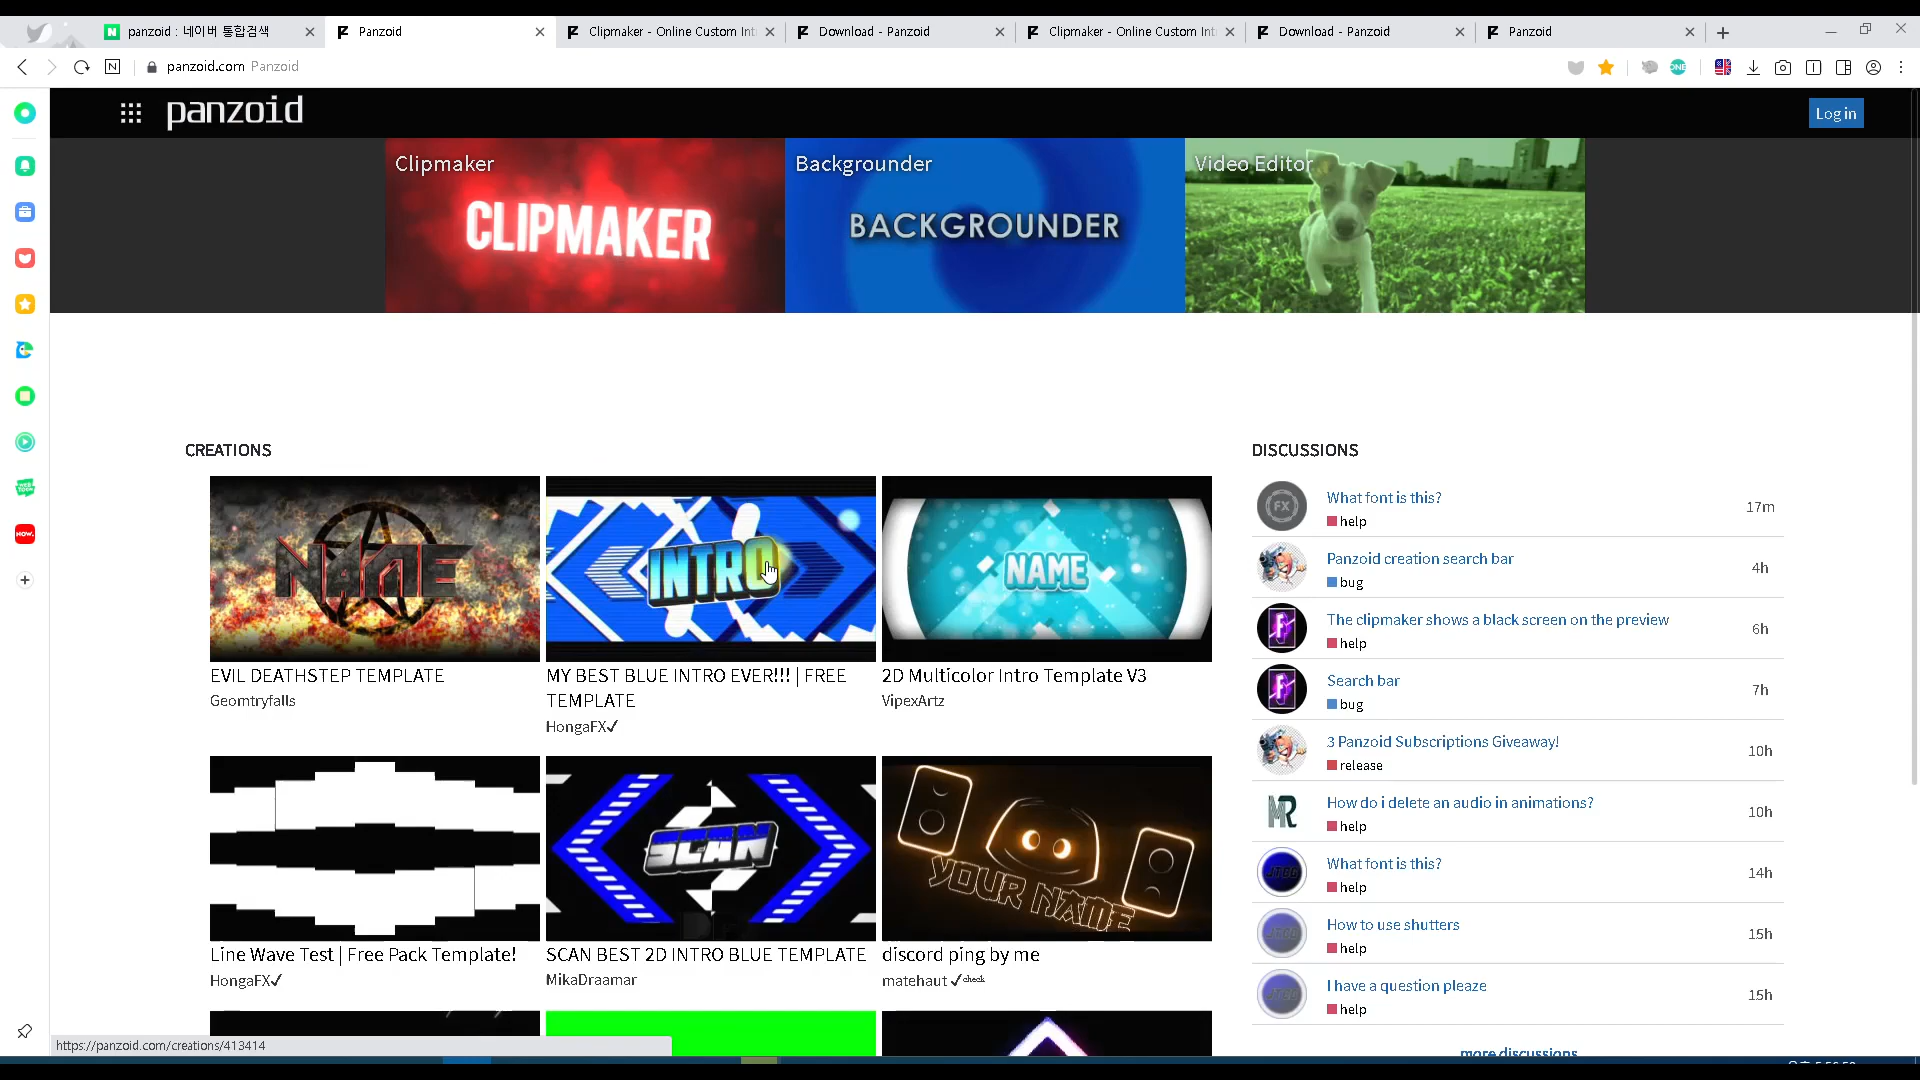 panzoid : 네이버 통합검색
Panzoid
Clipmaker - Online Custom Int
Download - Panzoid
Clipmaker - Online Custom Int
Download - Panzoid
Panzoid
N
panzoid.com Panzoid
ONE
panzoid
Log in
Clipmaker
CLIPMAKER
Backgrounder
BACKGROUNDER
Video Editor
NOW.
CREATIONS
NAME
INTRO
NAME
EVIL DEATHSTEP TEMPLATE
Geomtryfalls
MY BEST BLUE INTRO EVER!!! | FREE
TEMPLATE
HongaFX✓
2D Multicolor Intro Template V3
VipexArtz
SCAN
YOUR NAME
Line Wave Test | Free Pack Template!
HongaFX✓
SCAN BEST 2D INTRO BLUE TEMPLATE
MikaDraamar
discord ping by me
matehaut ✓check
DISCUSSIONS
FX
What font is this?
17m
help
Panzoid creation search bar
4h
bug
The clipmaker shows a black screen on the preview
6h
help
Search bar
7h
bug
3 Panzoid Subscriptions Giveaway!
10h
release
MR
How do i delete an audio in animations?
10h
help
What font is this?
14h
help
How to use shutters
15h
help
I have a question pleaze
15h
help
more discussions
https://panzoid.com/creations/413414